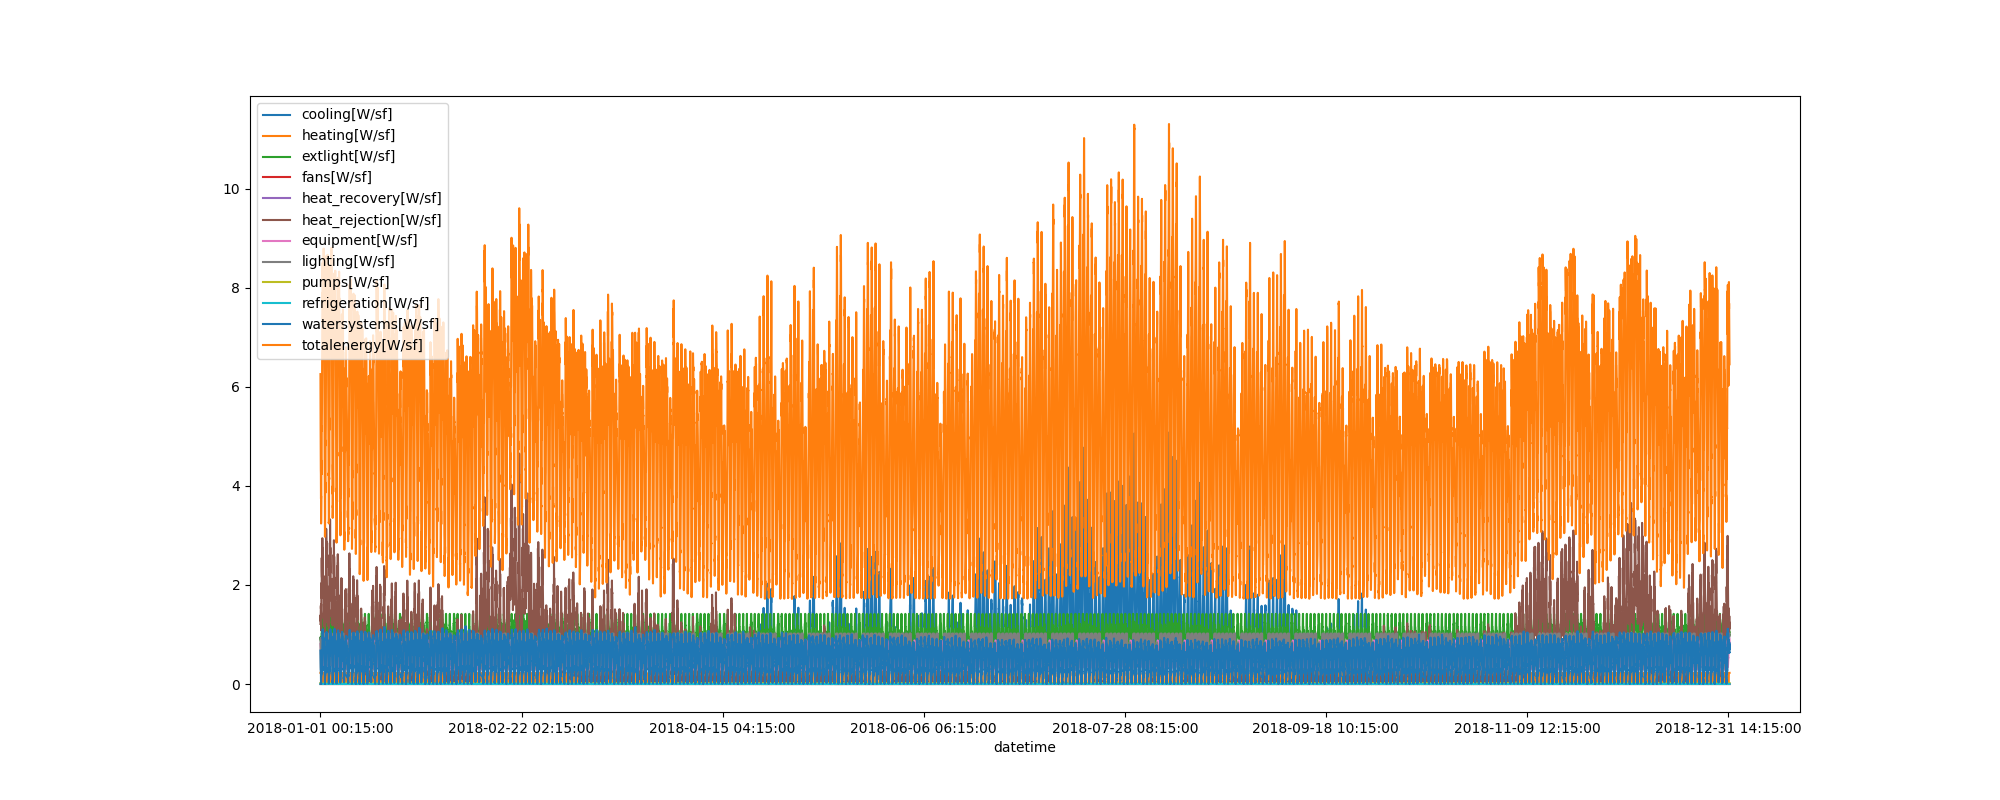 cooling[W/sf]
heating[W/sf]
extlight[W/sf]
fans[W/sf]
heat_recovery[W/sf]
heat_rejection[W/sf]
equipment[W/sf]
lighting[W/sf]
pumps[W/sf]
refrigeration[W/sf]
watersystems[W/sf]
totalenergy[W/sf]
10
8
6
4
2
0
2018-01-01 00:15:00 2018-02-22 02:15:00 2018-04-15 04:15:00 2018-06-06 06:15:00 2018-07-28 08:15:00 2018-09-18 10:15:00 2018-11-09 12:15:00 2018-12-31 14:15:00
datetime